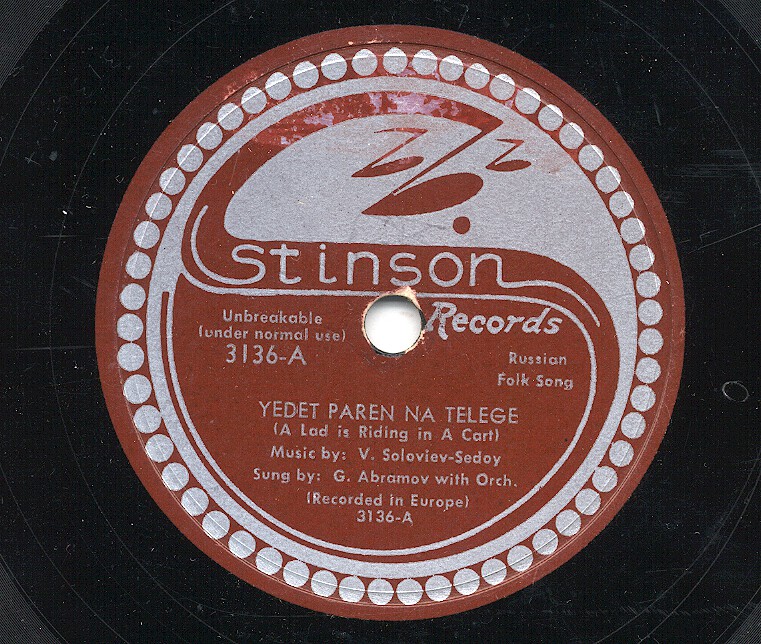 Stinson
Records
Unbreakable
(under normal use)
3136-A
Russian
Folk Song
YEDET PAREN NA TELEGE
(A Lad is Riding in A Cart)
Music by: V. Soloviev-Sedoy
Sung by: G. Abramov with Orch.
(Recorded in Europe)
3136-A